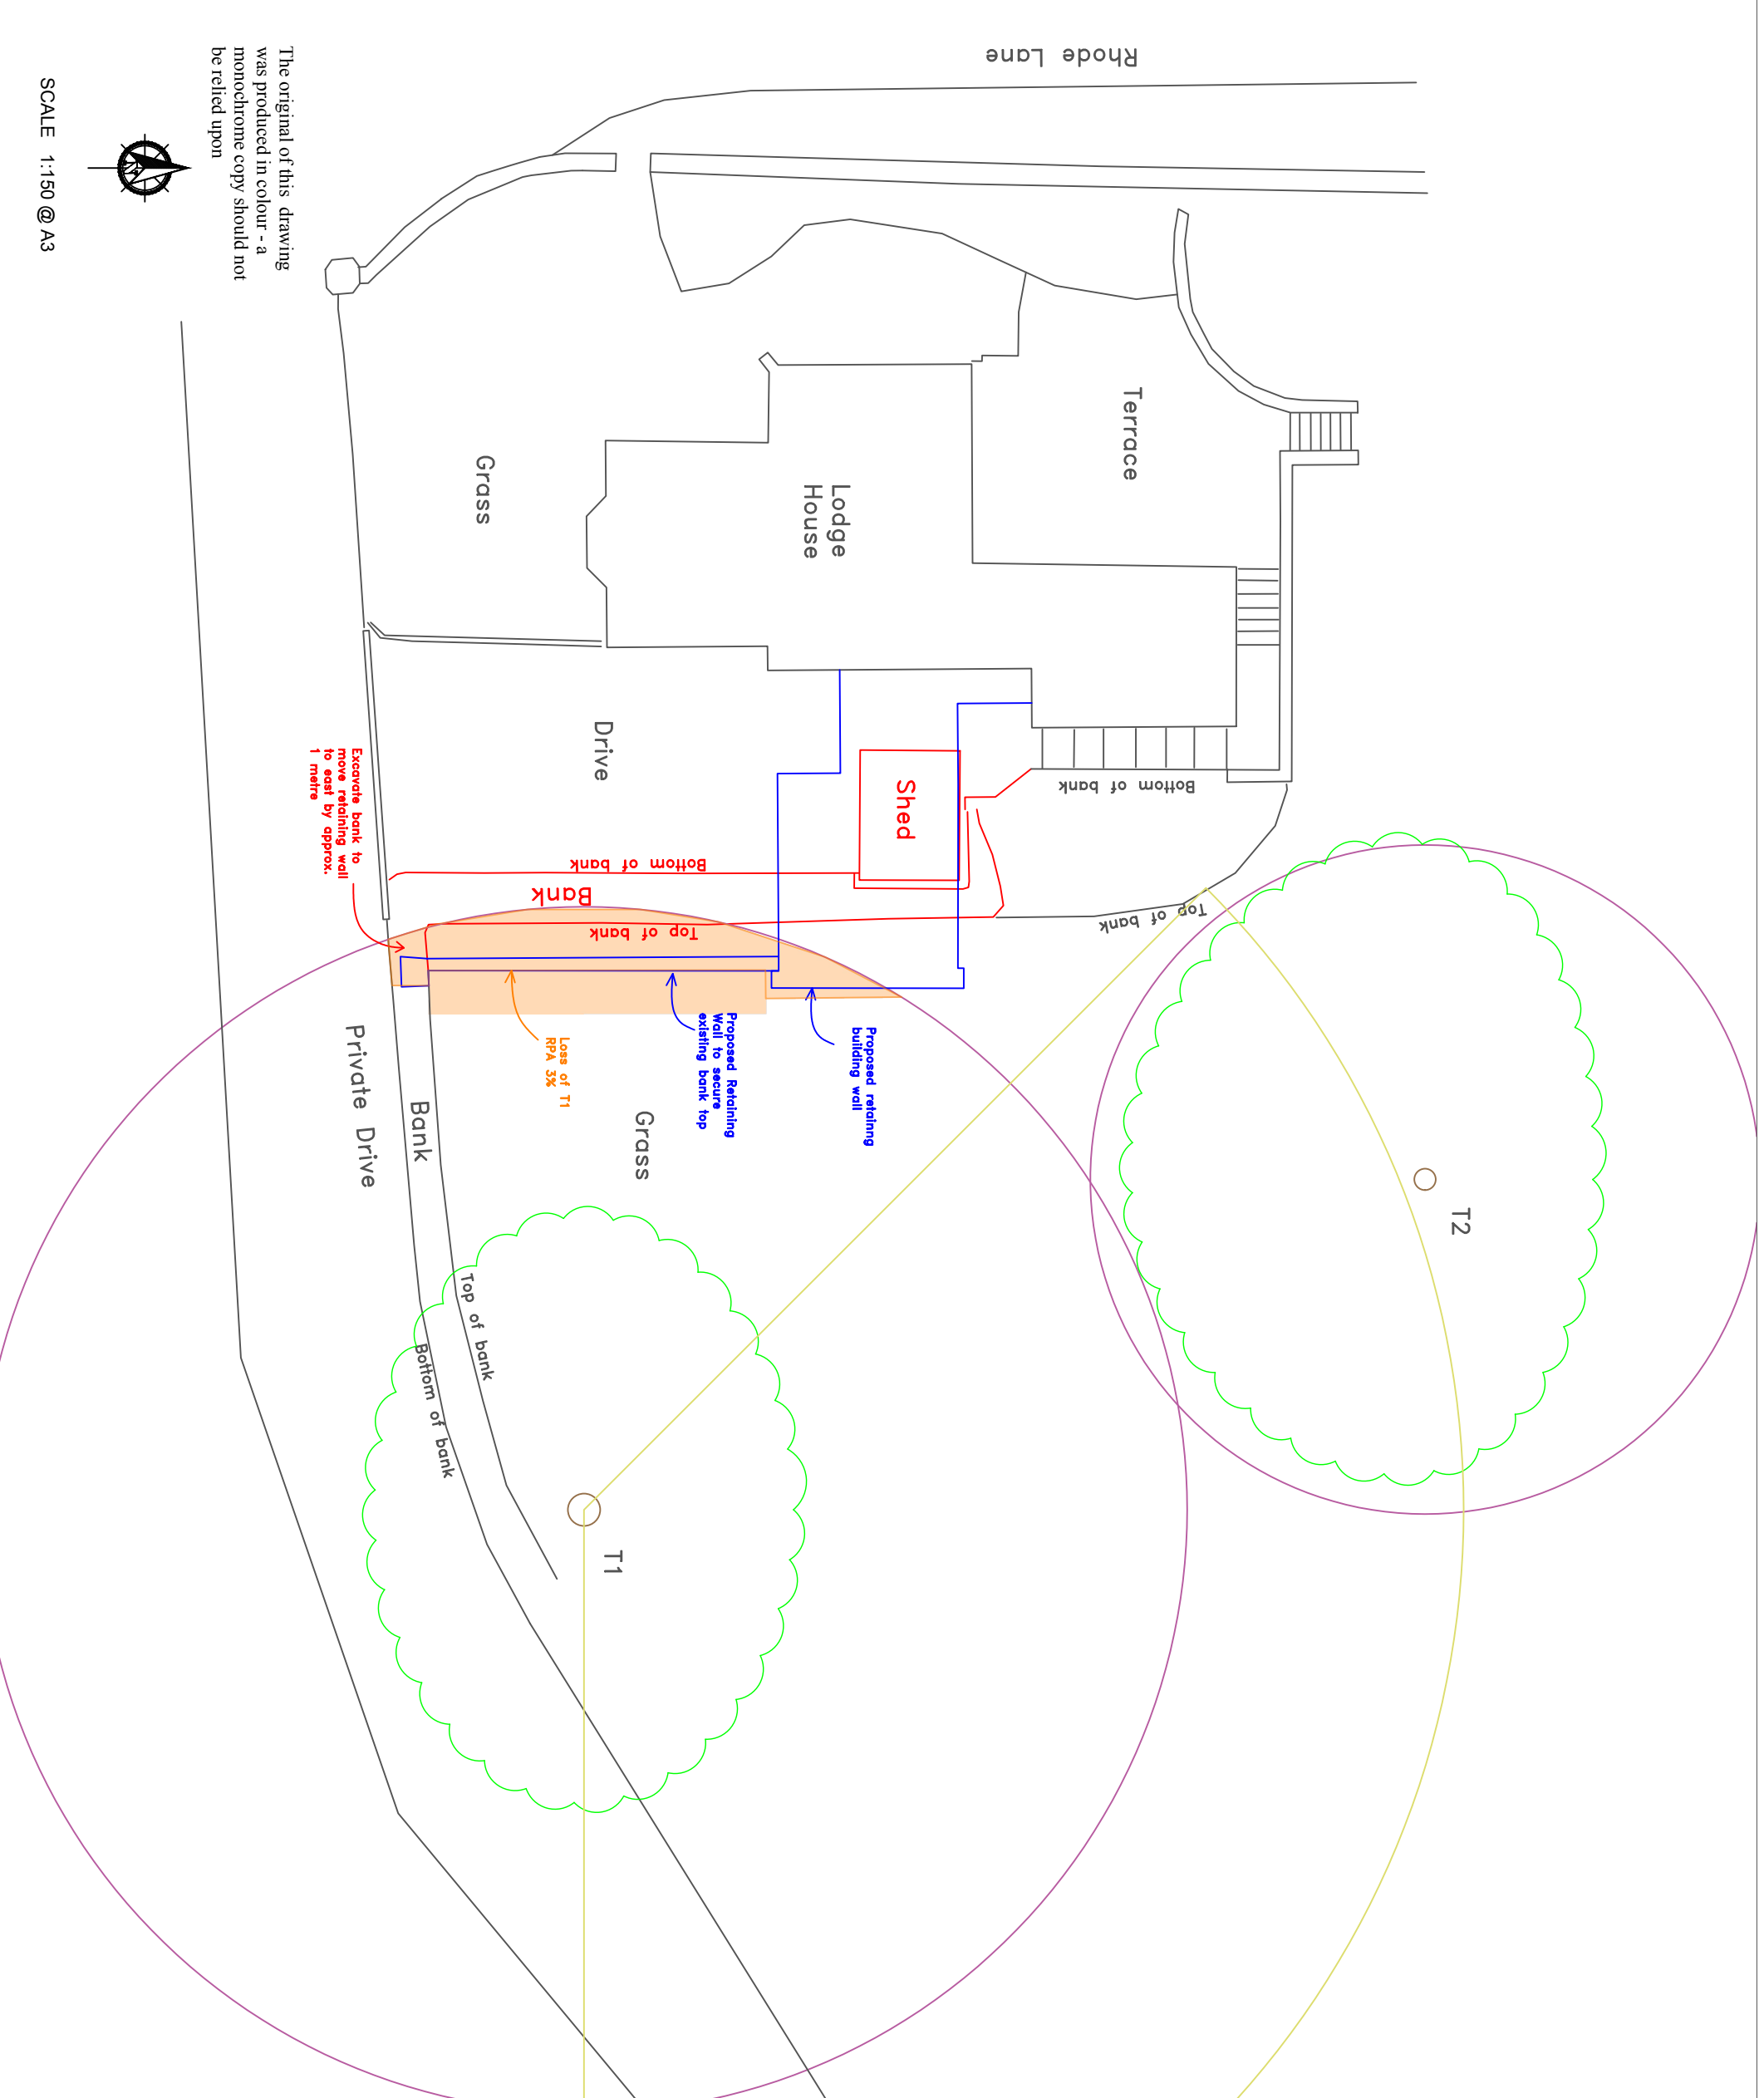 Rhode Lane
Terrace
Lodge
House
Grass
Drive
Shed
Bottom of bank
Top of bank
Bottom of bank
Bank
Top of bank
Excavate bank to
move retaining wall
to east by approx.
1 metre
Loss of T1
RPA 3%
Proposed Retaining
Wall to secure
existing bank top
Proposed retainng
building wall
Grass
Private Drive
Bank
Top of bank
Bottom of bank
T1
T2
The original of this drawing
was produced in colour - a
monochrome copy should not
be relied upon
SCALE 1:150 @ A3